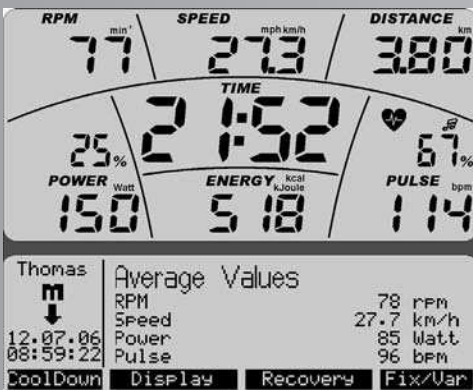 RPM SPEED DISTANCE
min⁻ mph km/h km
77 27.3 3.80
TIME
21:52
25% 67%
POWER Watt ENERGY kcal kJoule PULSE bpm
150 518 114
Thomas
m
12.07.06
08:59:22
Average Values
RPM 78 rpm
Speed 27.7 km/h
Power 85 Watt
Pulse 96 bpm
CoolDown Display Recovery Fix/Var